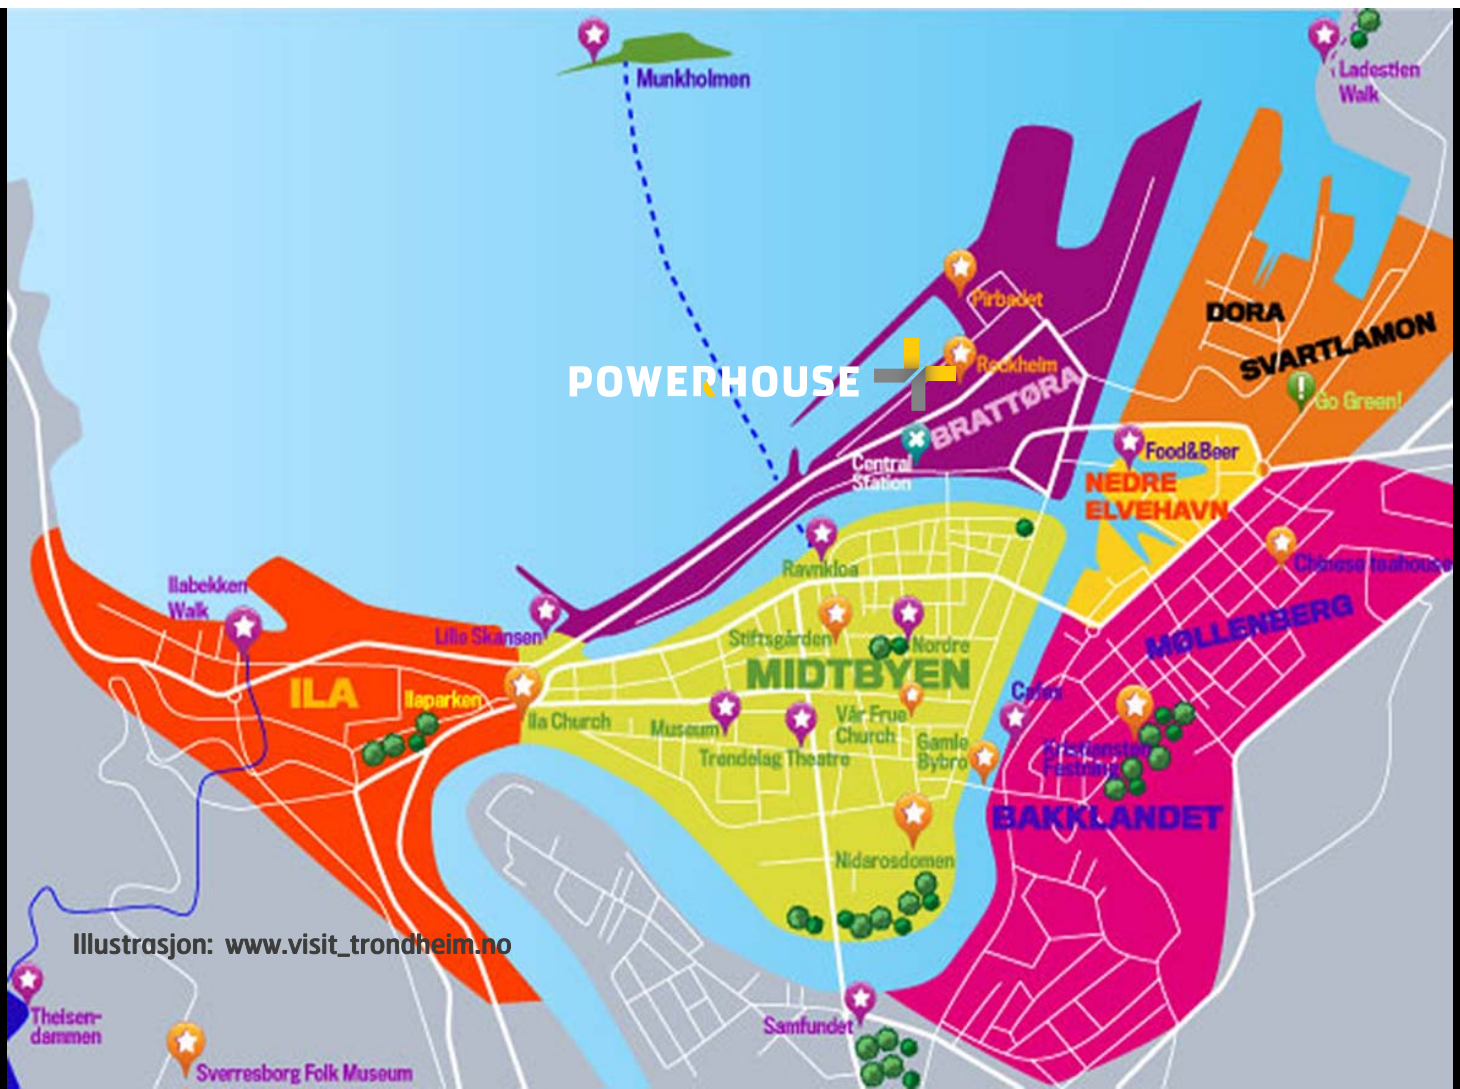 Munkholmen
Ladestien
Walk
Pirbadet
DORA
SVARTLAMON
POWERHOUSE
Rockheim
BRATTØRA
Go Green!
Central
Station
Food&Beer
NEDRE
ELVEHAVN
Ravnkloa
Chinese teahouse
Ilabekken
Walk
Lille Skansen
Stiftsgården
Nordre
MØLLENBERG
MIDTBYEN
ILA
Ilaparken
Ila Church
Museum
Vår Frue
Church
Cafes
Trøndelag Theatre
Gamle
Bybro
Kristiansten
Festning
BAKKLANDET
Nidarosdomen
Illustrasjon: www.visit_trondheim.no
Theisen-
dammen
Samfundet
Sverresborg Folk Museum